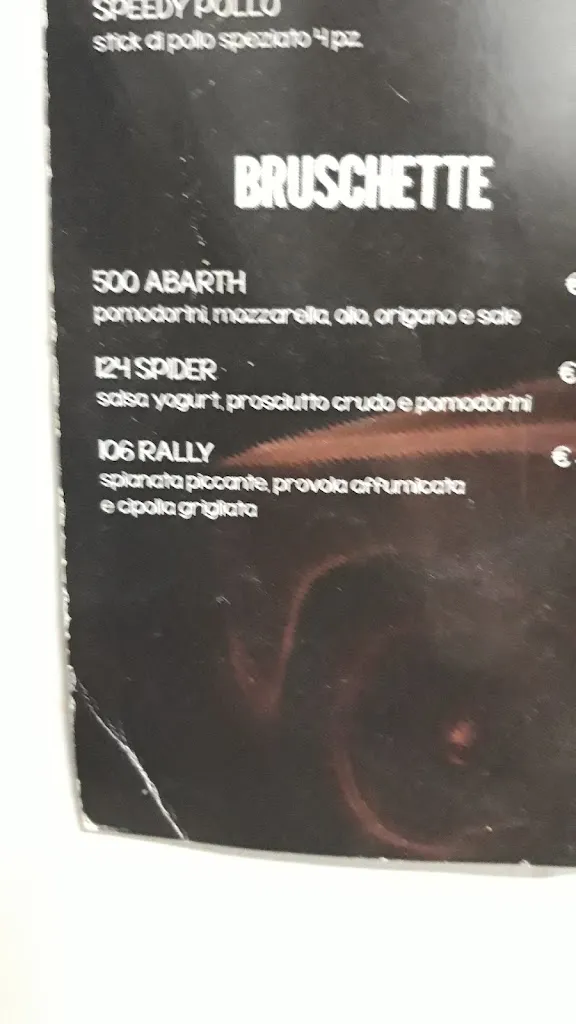 SPEEDY POLLO
stick di pollo speziato 4 pz.
BRUSCHETTE
500 ABARTH €
pomodorini, mozzarella, olio, origano e sale
124 SPIDER €
salsa yogurt, prosciutto crudo e pomodorini
106 RALLY €
spianata piccante, provola affumicata
e cipolla grigliata